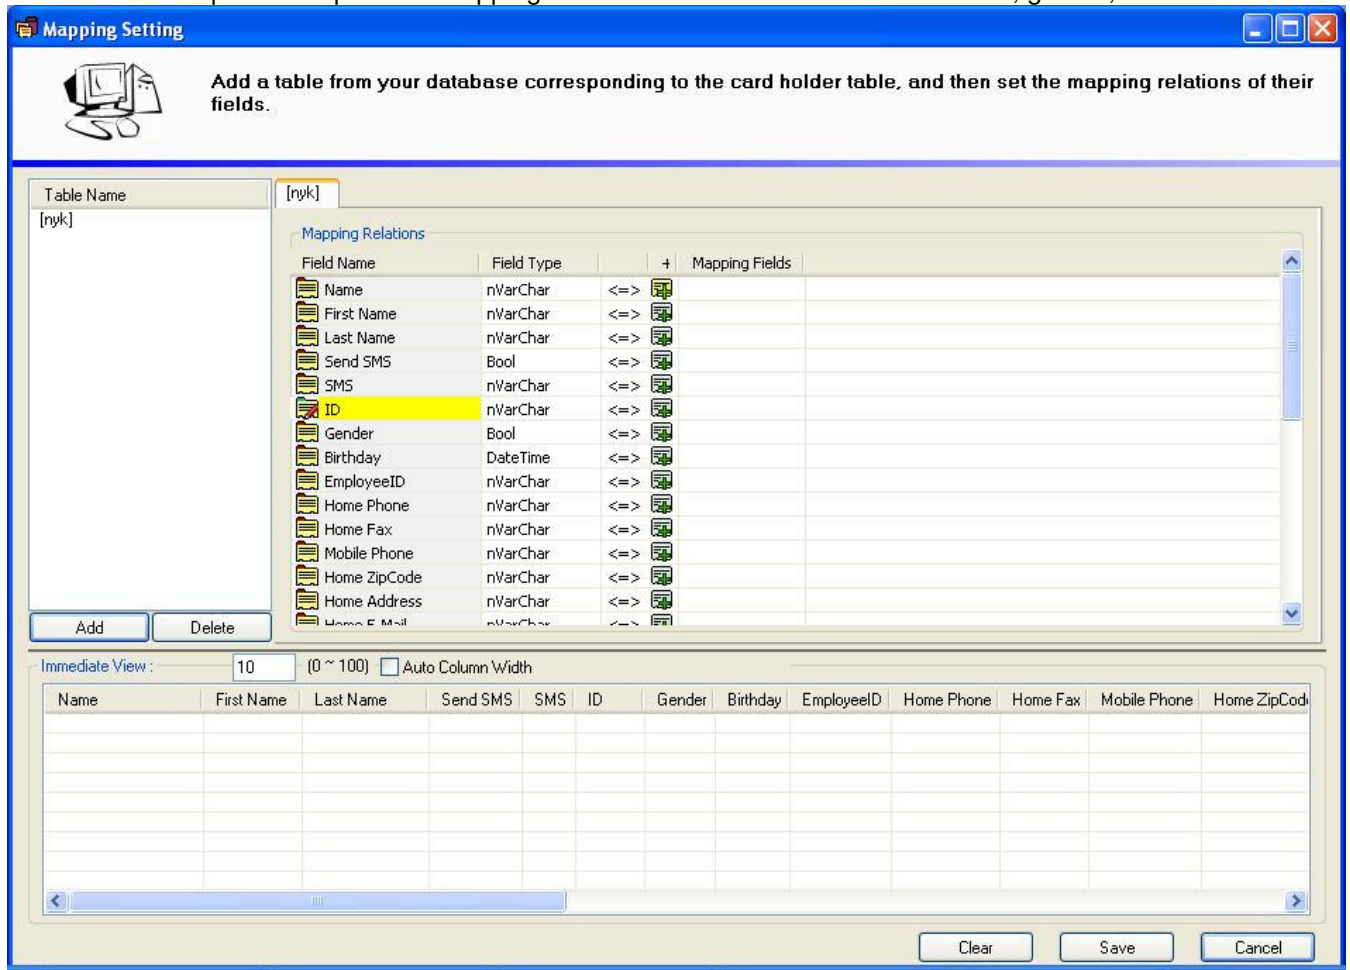 Mapping Setting
Add a table from your database corresponding to the card holder table, and then set the mapping relations of their
fields.
Table Name
[nyk]
[nyk]
Mapping Relations
Field Name Field Type + Mapping Fields
Name nVarChar <=>
First Name nVarChar <=>
Last Name nVarChar <=>
Send SMS Bool <=>
SMS nVarChar <=>
ID nVarChar <=>
Gender Bool <=>
Birthday DateTime <=>
EmployeeID nVarChar <=>
Home Phone nVarChar <=>
Home Fax nVarChar <=>
Mobile Phone nVarChar <=>
Home ZipCode nVarChar <=>
Home Address nVarChar <=>
Home E-Mail nVarChar <=>
Add Delete
Immediate View : 10 (0 ~ 100) Auto Column Width
Name First Name Last Name Send SMS SMS ID Gender Birthday EmployeeID Home Phone Home Fax Mobile Phone Home ZipCod
Clear Save Cancel